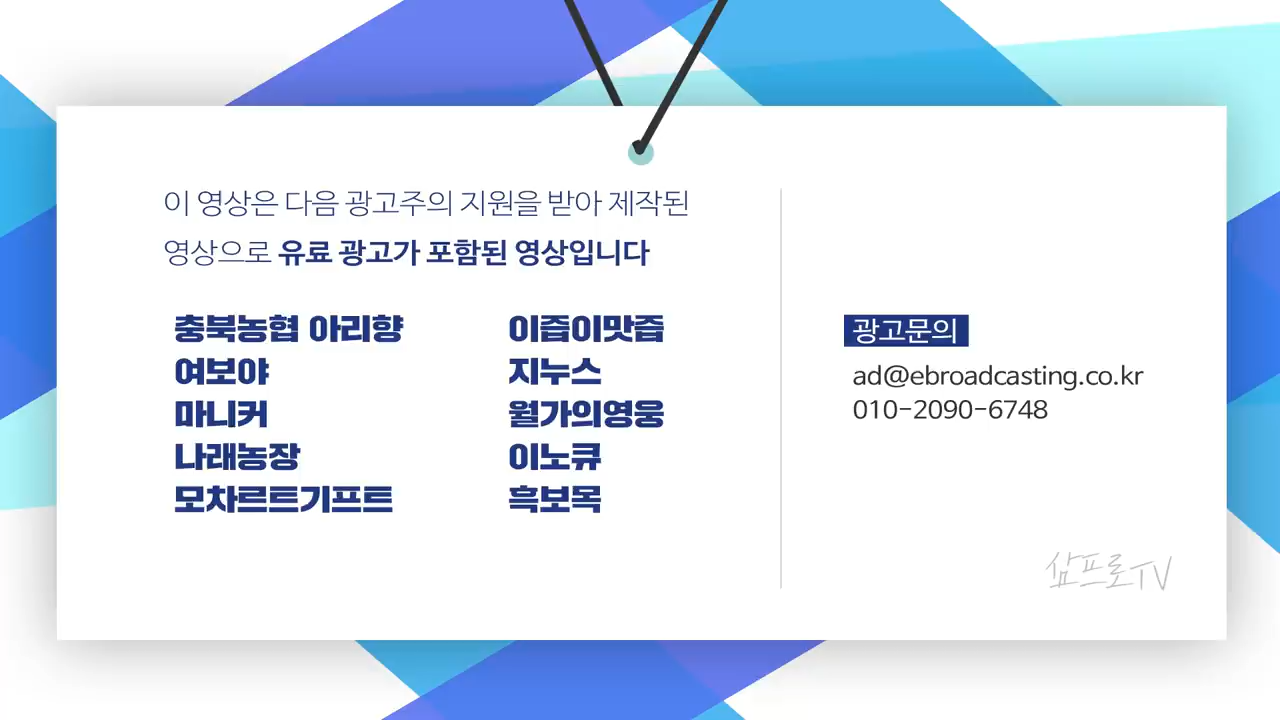 이 영상은 다음 광고주의 지원을 받아 제작된
영상으로 유료 광고가 포함된 영상입니다
충북농협 아리향
여보야
마니커
나래농장
모차르트기프트
이즙이맛즙
지누스
월가의영웅
이노큐
흑보목
광고문의
ad@ebroadcasting.co.kr
010-2090-6748
삼프로TV